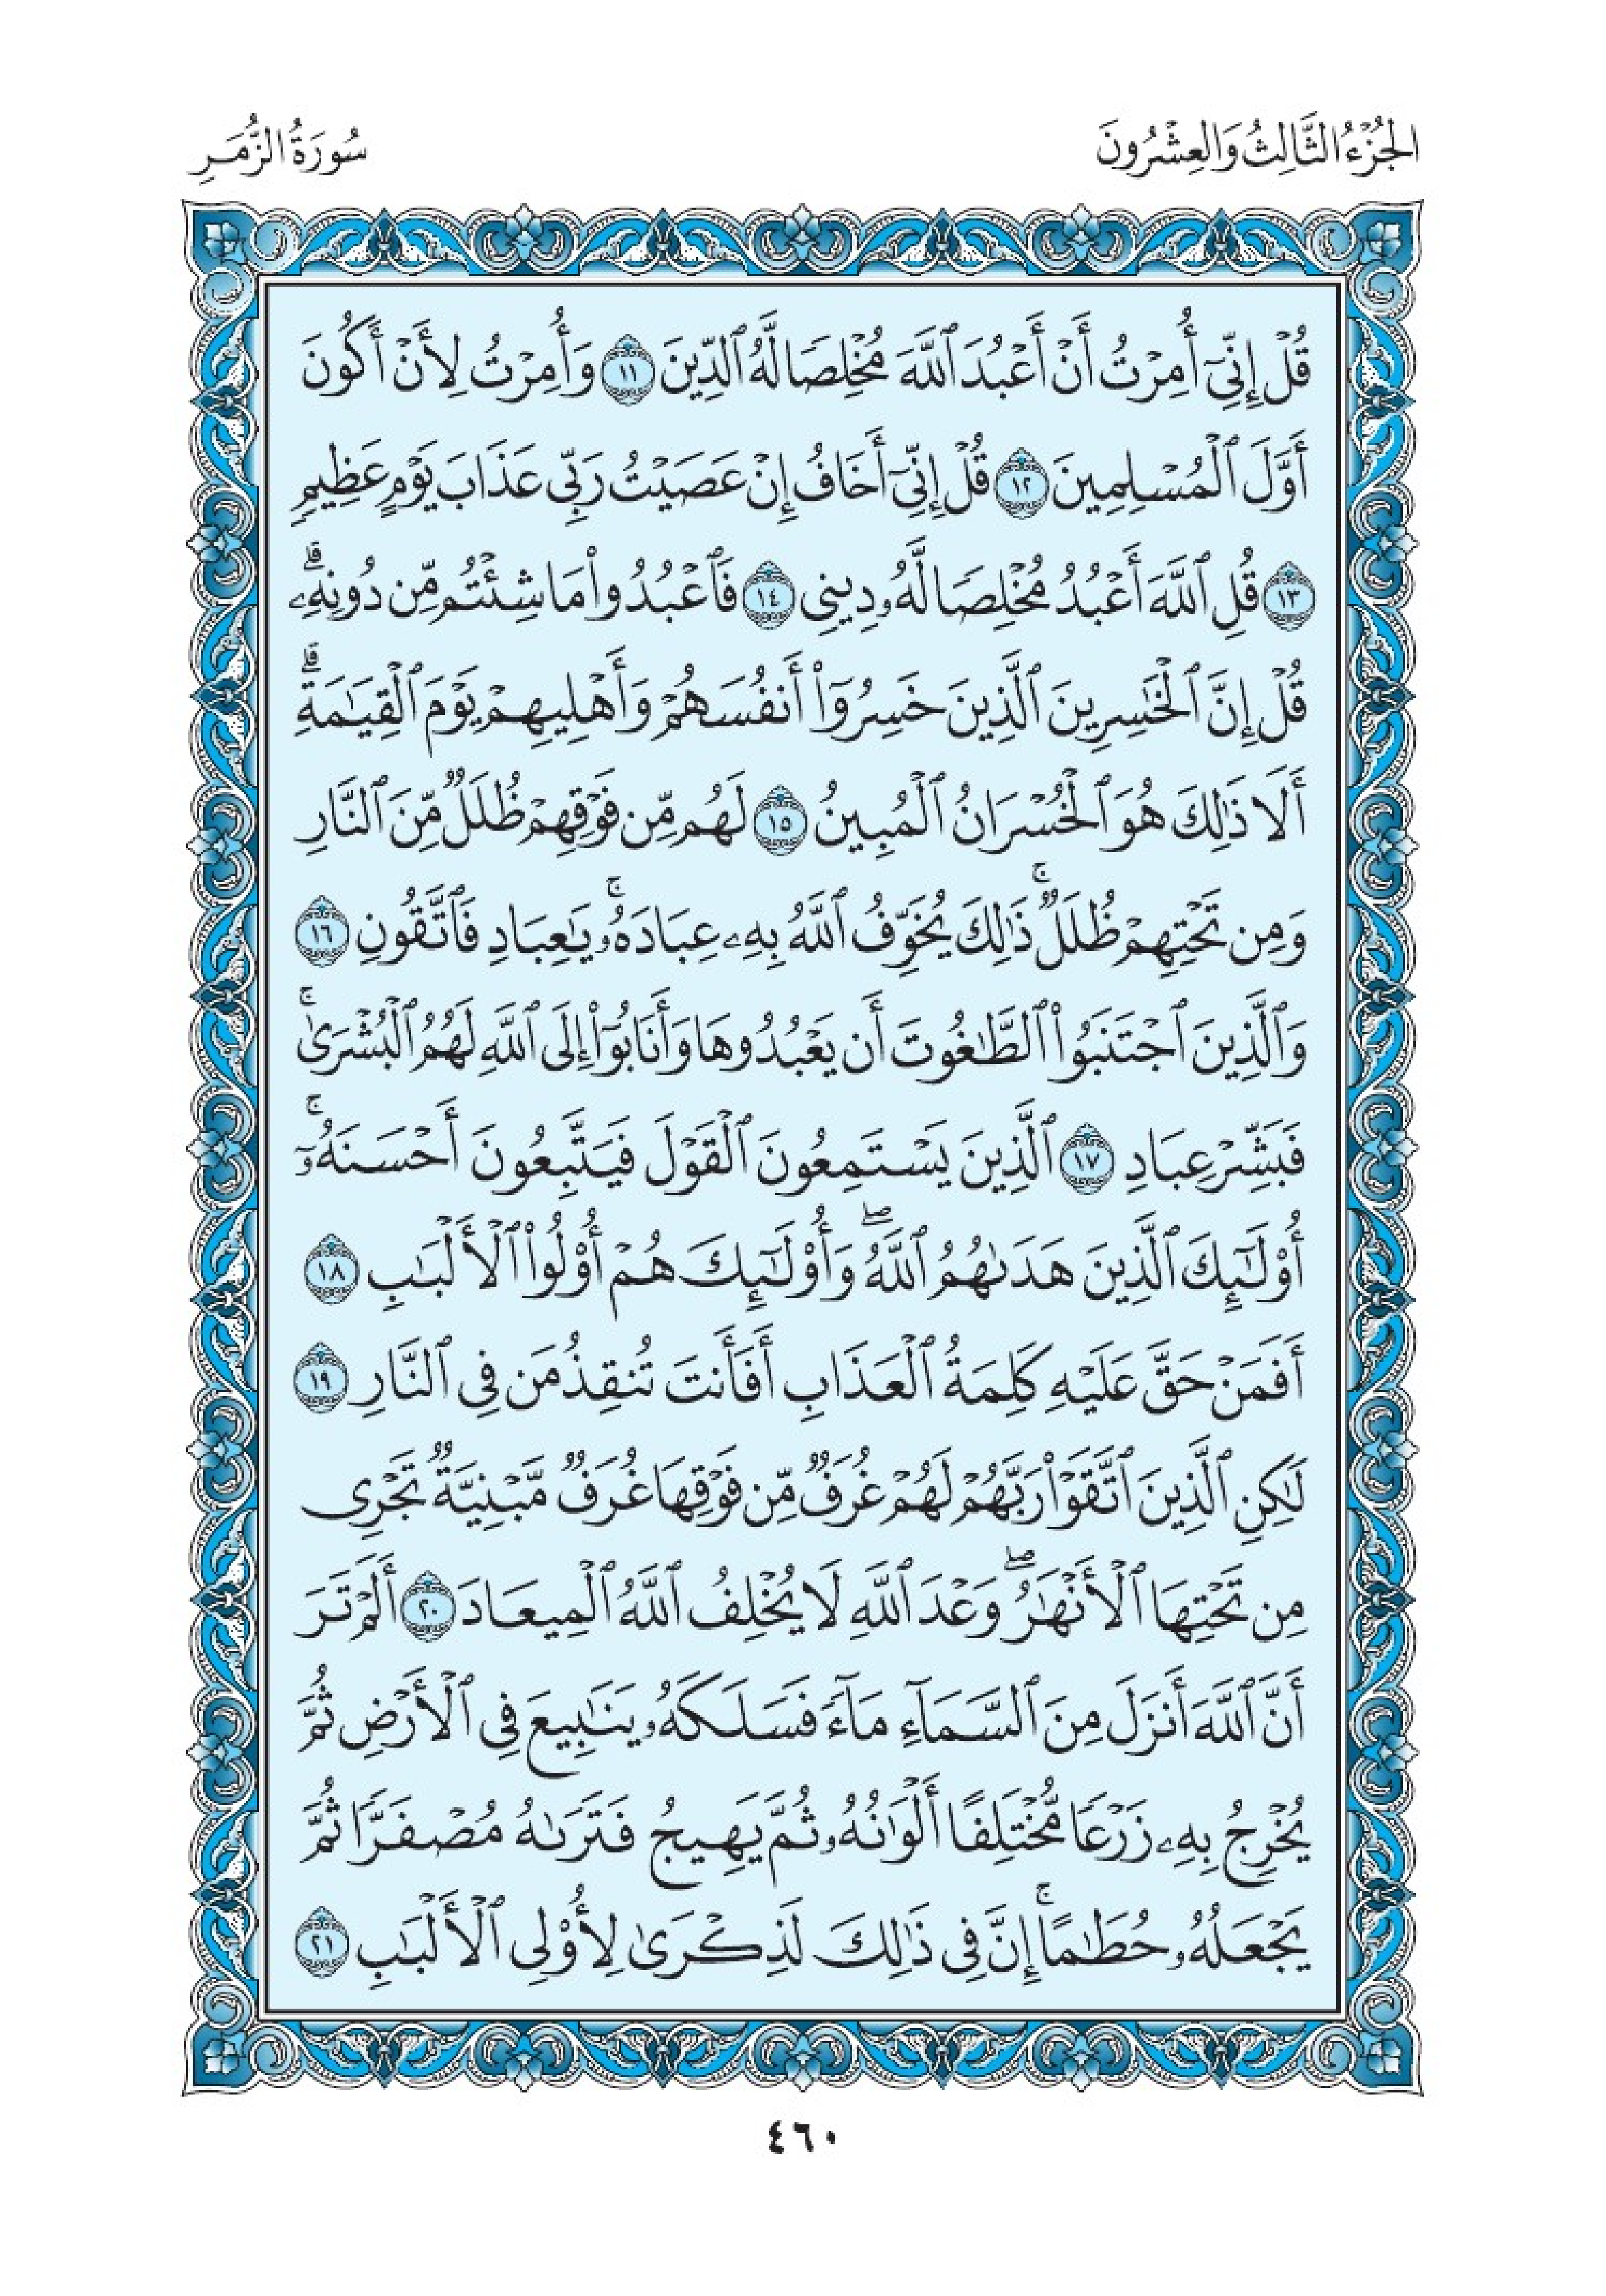 الجُزْءُ الثَّالِثُ وَالعِشْرُونَ
سُورَةُ الزُّمَرِ
قُلْ إِنِّيٓ أُمِرْتُ أَنْ أَعْبُدَ ٱللَّهَ مُخْلِصٗا لَّهُ ٱلدِّينَ ١١ وَأُمِرْتُ لِأَنْ أَكُونَ
أَوَّلَ ٱلْمُسْلِمِينَ ١٢ قُلْ إِنِّيٓ أَخَافُ إِنْ عَصَيْتُ رَبِّي عَذَابَ يَوْمٍ عَظِيمٖ
١٣ قُلِ ٱللَّهَ أَعْبُدُ مُخْلِصٗا لَّهُۥ دِينِي ١٤ فَٱعْبُدُوا۟ مَا شِئْتُم مِّن دُونِهِۦۗ
قُلْ إِنَّ ٱلْخَٰسِرِينَ ٱلَّذِينَ خَسِرُوٓا۟ أَنفُسَهُمْ وَأَهْلِيهِمْ يَوْمَ ٱلْقِيَٰمَةِۗ
أَلَا ذَٰلِكَ هُوَ ٱلْخُسْرَانُ ٱلْمُبِينُ ١٥ لَهُم مِّن فَوْقِهِمْ ظُلَلٞ مِّنَ ٱلنَّارِ
وَمِن تَحْتِهِمْ ظُلَلٞۚ ذَٰلِكَ يُخَوِّفُ ٱللَّهُ بِهِۦ عِبَادَهُۥۚ يَٰعِبَادِ فَٱتَّقُونِ ١٦
وَٱلَّذِينَ ٱجْتَنَبُوا۟ ٱلطَّٰغُوتَ أَن يَعْبُدُوهَا وَأَنَابُوٓا۟ إِلَى ٱللَّهِ لَهُمُ ٱلْبُشْرَىٰۚ
فَبَشِّرْ عِبَادِ ١٧ ٱلَّذِينَ يَسْتَمِعُونَ ٱلْقَوْلَ فَيَتَّبِعُونَ أَحْسَنَهُۥٓۚ
أُو۟لَٰٓئِكَ ٱلَّذِينَ هَدَىٰهُمُ ٱللَّهُۖ وَأُو۟لَٰٓئِكَ هُمْ أُو۟لُوا۟ ٱلْأَلْبَٰبِ ١٨
أَفَمَنْ حَقَّ عَلَيْهِ كَلِمَةُ ٱلْعَذَابِ أَفَأَنتَ تُنقِذُ مَن فِي ٱلنَّارِ ١٩
لَٰكِنِ ٱلَّذِينَ ٱتَّقَوْا۟ رَبَّهُمْ لَهُمْ غُرَفٞ مِّن فَوْقِهَا غُرَفٞ مَّبْنِيَّةٞ تَجْرِي
مِن تَحْتِهَا ٱلْأَنْهَٰرُۖ وَعْدَ ٱللَّهِ لَا يُخْلِفُ ٱللَّهُ ٱلْمِيعَادَ ٢٠ أَلَمْ تَرَ
أَنَّ ٱللَّهَ أَنزَلَ مِنَ ٱلسَّمَآءِ مَآءٗ فَسَلَكَهُۥ يَنَٰبِيعَ فِي ٱلْأَرْضِ ثُمَّ
يُخْرِجُ بِهِۦ زَرْعٗا مُّخْتَلِفًا أَلْوَٰنُهُۥ ثُمَّ يَهِيجُ فَتَرَىٰهُ مُصْفَرّٗا ثُمَّ
يَجْعَلُهُۥ حُطَٰمًاۚ إِنَّ فِي ذَٰلِكَ لَذِكْرَىٰ لِأُو۟لِي ٱلْأَلْبَٰبِ ٢١
٤٦٠